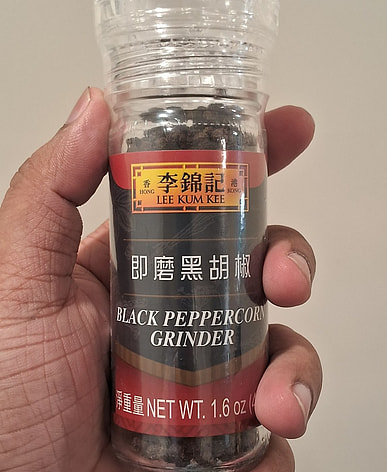 香 李錦記 港
HONG LEE KUM KEE KONG
即磨黑胡椒
BLACK PEPPERCORN
GRINDER
淨重量 NET WT. 1.6 oz